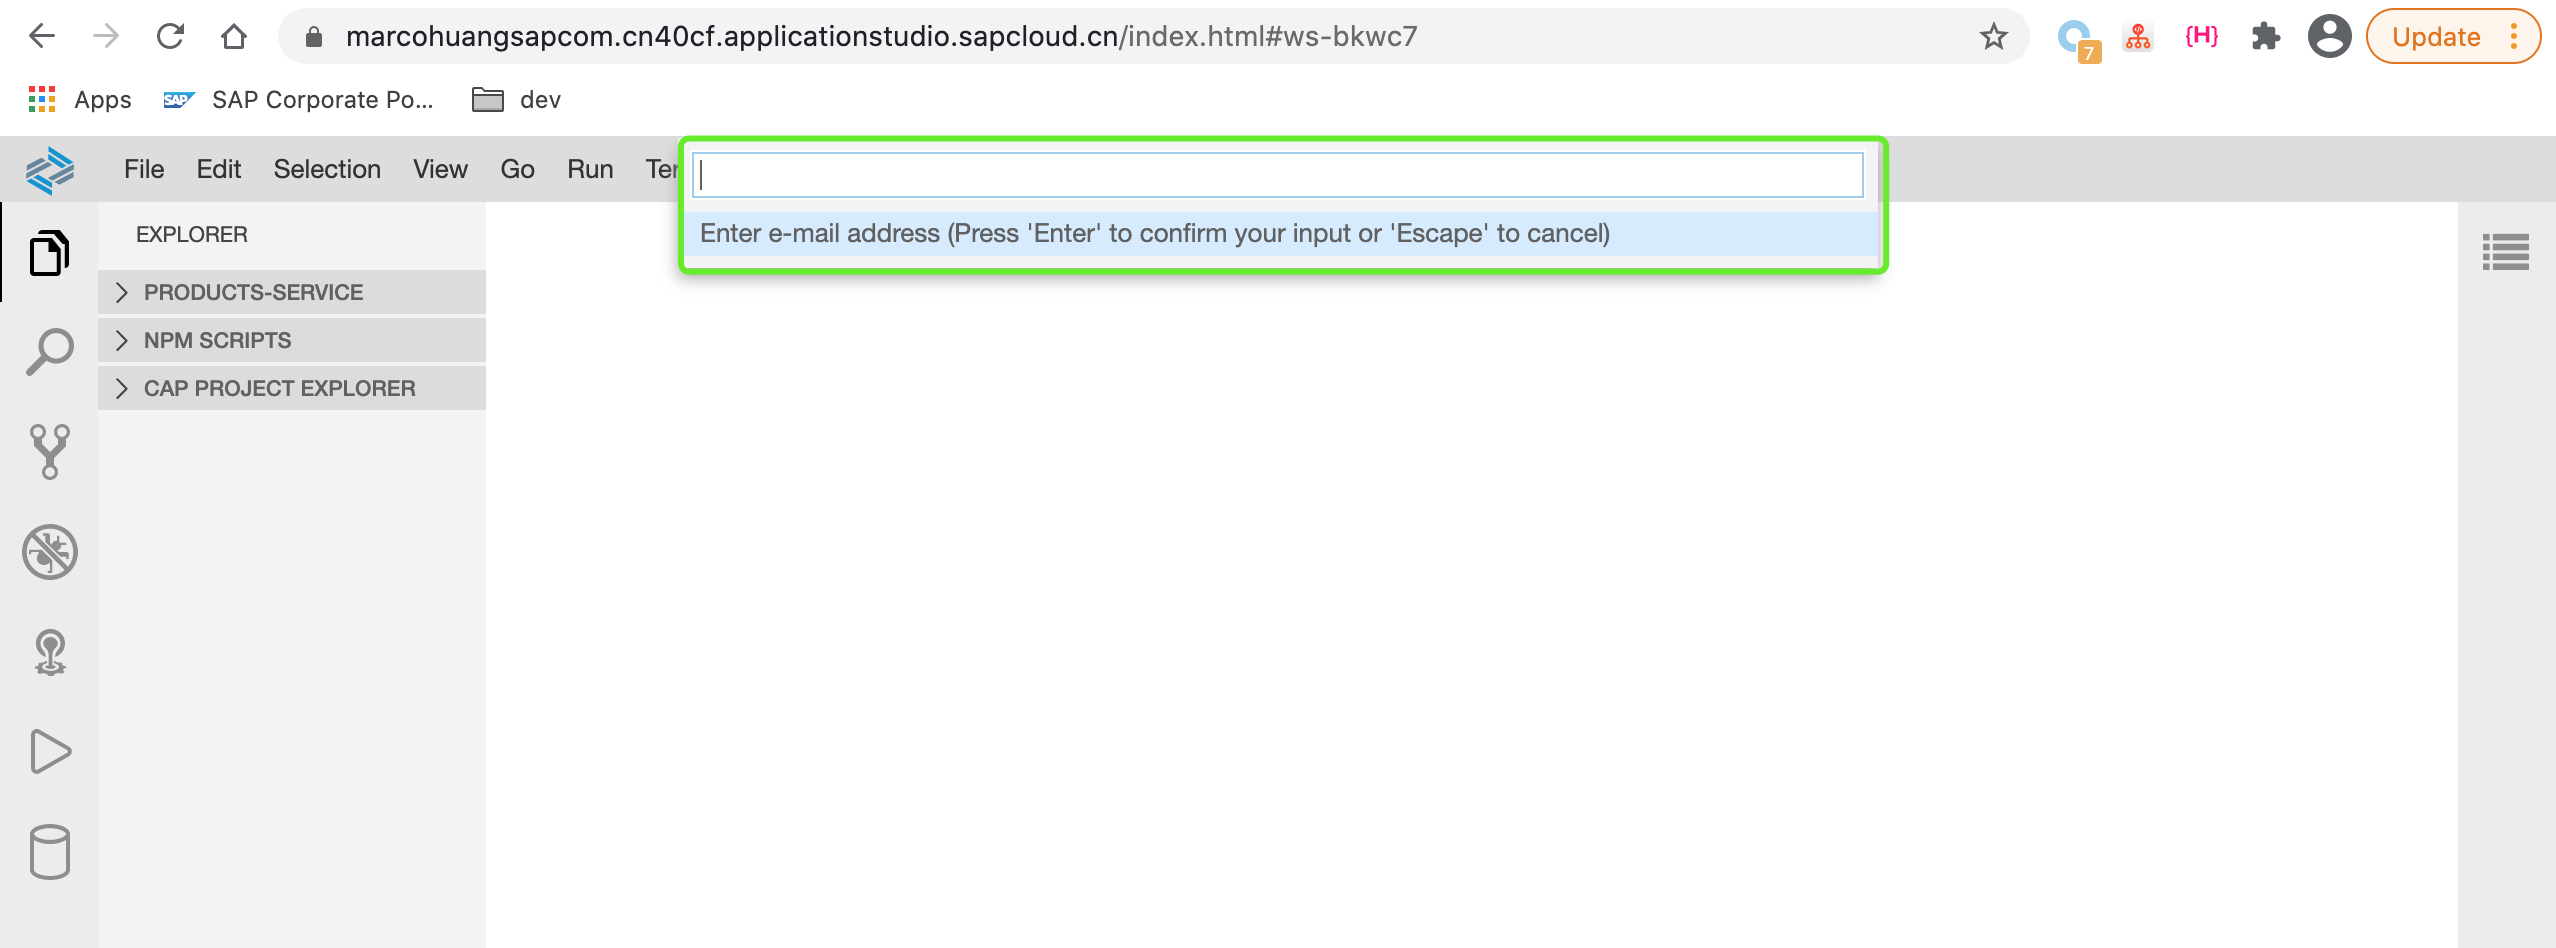 marcohuangsapcom.cn40cf.applicationstudio.sapcloud.cn/index.html#ws-bkwc7
7
{H}
Update
Apps
SAP
SAP Corporate Po...
dev
File Edit Selection View Go Run Ter
Enter e-mail address (Press 'Enter' to confirm your input or 'Escape' to cancel)
EXPLORER
PRODUCTS-SERVICE
NPM SCRIPTS
CAP PROJECT EXPLORER